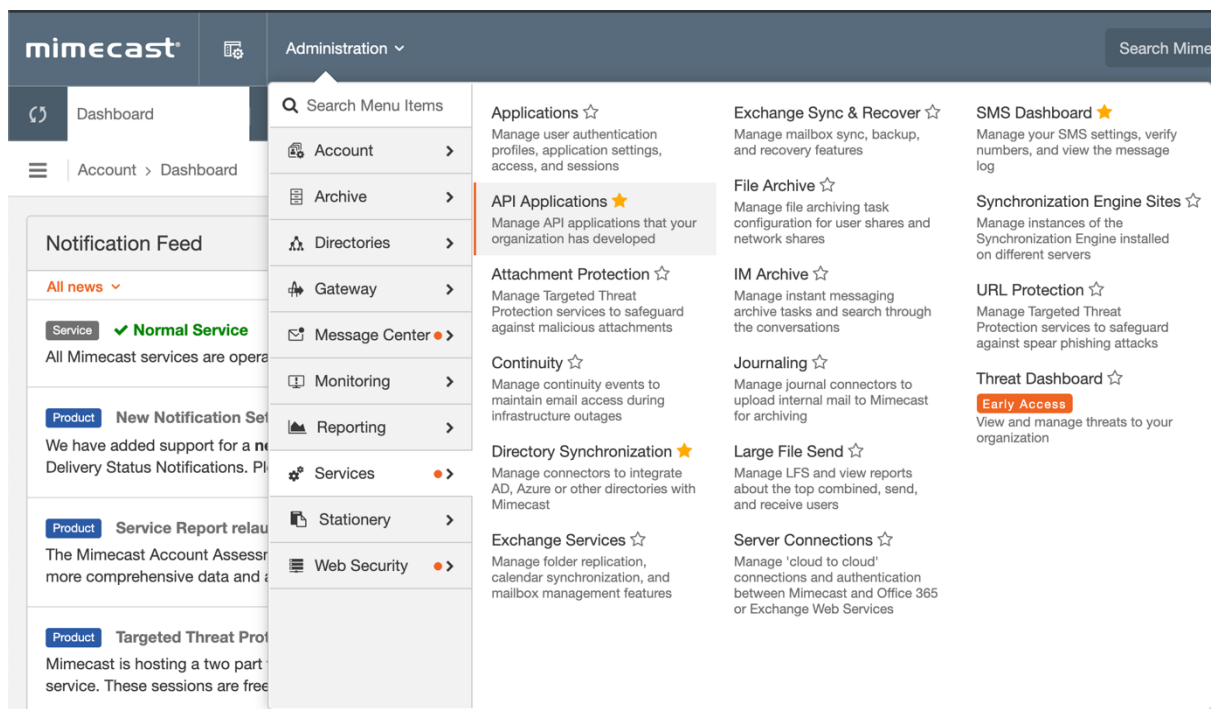 mimecast
Administration
Search Mime
Dashboard
Account > Dashboard
Notification Feed
All news
Service Normal Service
All Mimecast services are opera
Product New Notification Set
We have added support for a ne
Delivery Status Notifications. Pl
Product Service Report relau
The Mimecast Account Assessm
more comprehensive data and a
Product Targeted Threat Prot
Mimecast is hosting a two part
service. These sessions are free
Search Menu Items
Account
Archive
Directories
Gateway
Message Center
Monitoring
Reporting
Services
Stationery
Web Security
Applications
Manage user authentication
profiles, application settings,
access, and sessions
API Applications
Manage API applications that your
organization has developed
Attachment Protection
Manage Targeted Threat
Protection services to safeguard
against malicious attachments
Continuity
Manage continuity events to
maintain email access during
infrastructure outages
Directory Synchronization
Manage connectors to integrate
AD, Azure or other directories with
Mimecast
Exchange Services
Manage folder replication,
calendar synchronization, and
mailbox management features
Exchange Sync & Recover
Manage mailbox sync, backup,
and recovery features
File Archive
Manage file archiving task
configuration for user shares and
network shares
IM Archive
Manage instant messaging
archive tasks and search through
the conversations
Journaling
Manage journal connectors to
upload internal mail to Mimecast
for archiving
Large File Send
Manage LFS and view reports
about the top combined, send,
and receive users
Server Connections
Manage 'cloud to cloud'
connections and authentication
between Mimecast and Office 365
or Exchange Web Services
SMS Dashboard
Manage your SMS settings, verify
numbers, and view the message
log
Synchronization Engine Sites
Manage instances of the
Synchronization Engine installed
on different servers
URL Protection
Manage Targeted Threat
Protection services to safeguard
against spear phishing attacks
Threat Dashboard
Early Access
View and manage threats to your
organization